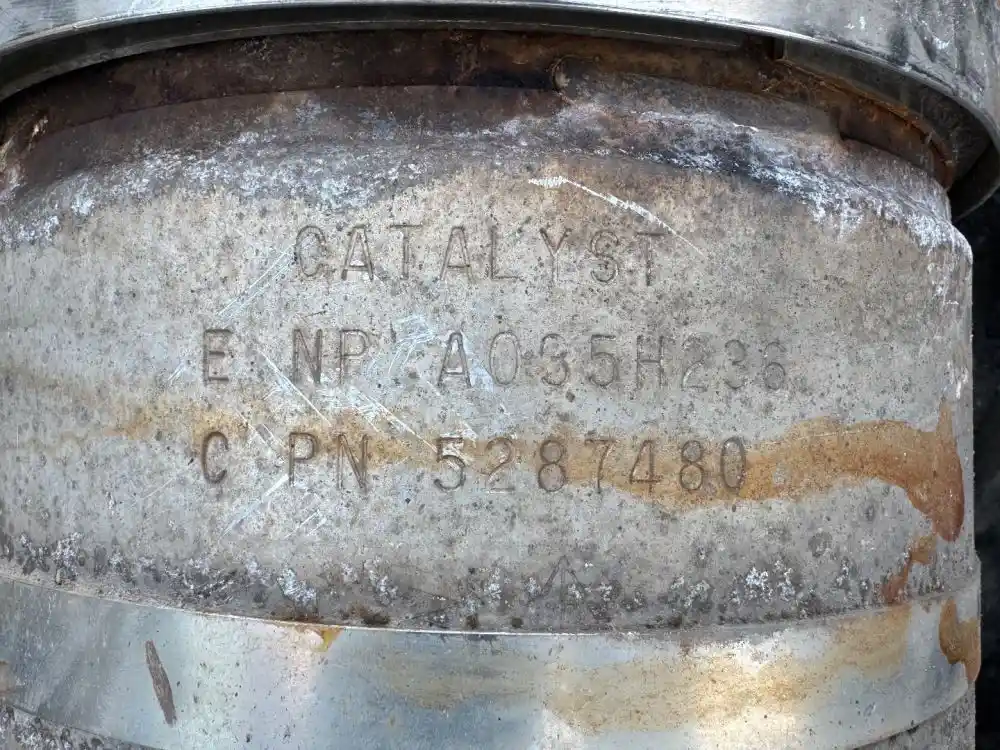 CATALYST
E NP A035H236
C PN 5287480